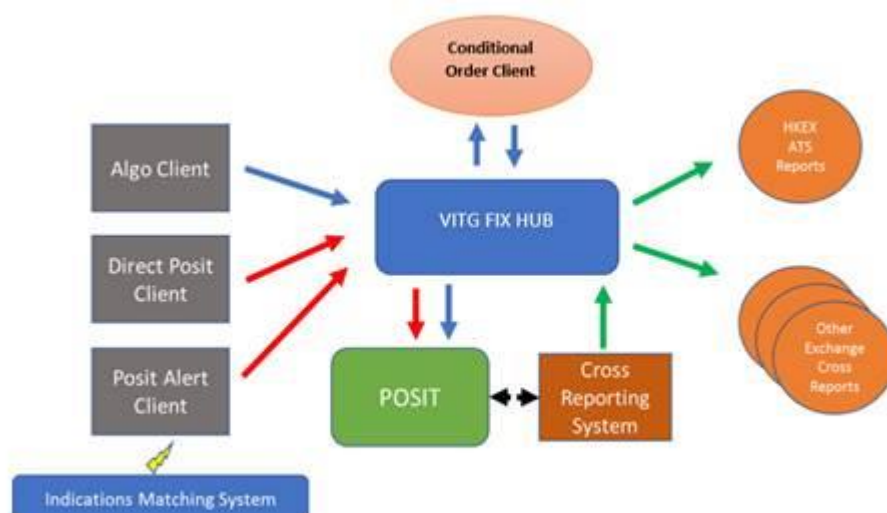 Conditional
Order Client
Algo Client
Direct Posit
Client
Posit Alert
Client
Indications Matching System
VITG FIX HUB
POSIT
Cross
Reporting
System
HKEX
ATS
Reports
Other
Exchange
Cross
Reports